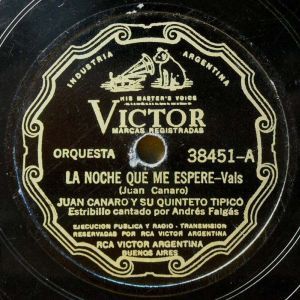 INDUSTRIA ARGENTINA
HIS MASTER'S VOICE
VICTOR
MARCAS REGISTRADAS
ORQUESTA 38451-A
LA NOCHE QUE ME ESPERE-Vals
(Juan Canaro)
JUAN CANARO Y SU QUINTETO TIPICO
Estribillo cantado por Andrés Falgás
EJECUCION PUBLICA Y RADIO-TRANSMISION
RESERVADAS POR RCA VICTOR ARGENTINA
RCA VICTOR ARGENTINA
BUENOS AIRES